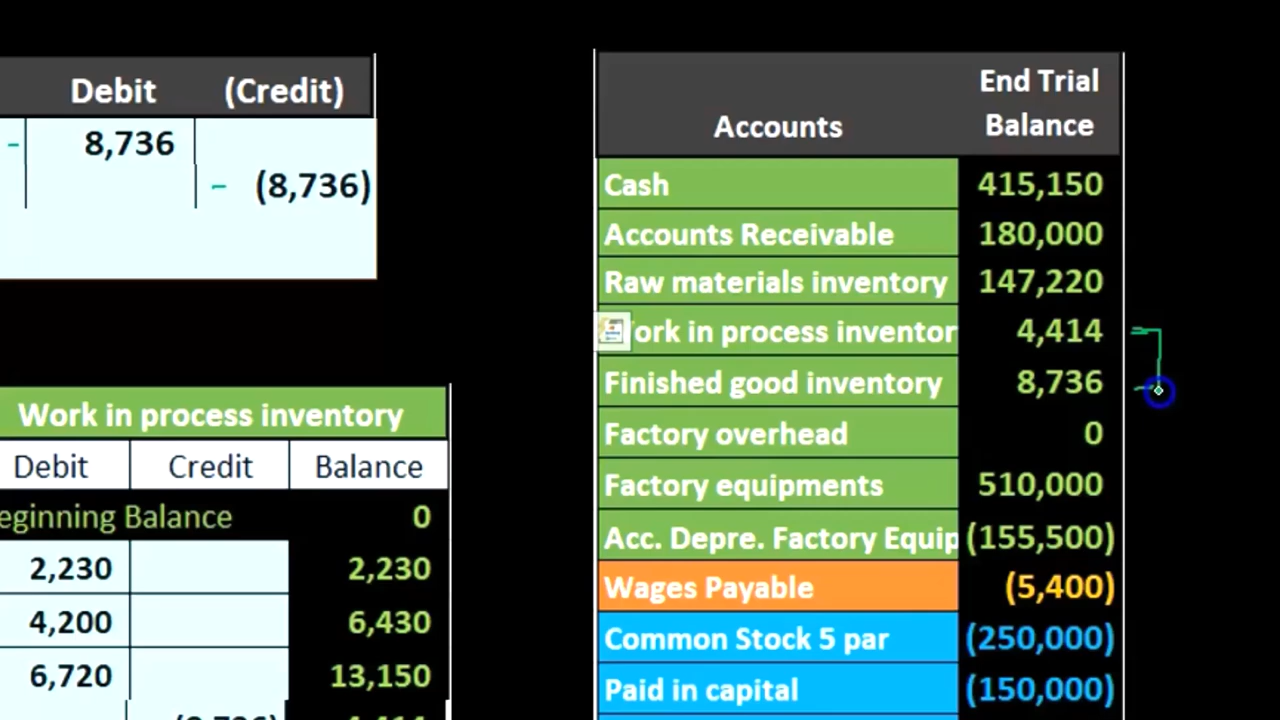 Debit (Credit)
- 8,736
- (8,736)
Work in process inventory
Debit Credit Balance
eginning Balance 0
2,230 2,230
4,200 6,430
6,720 13,150
Accounts End Trial Balance
Cash 415,150
Accounts Receivable 180,000
Raw materials inventory 147,220
ork in process inventor 4,414
Finished good inventory 8,736
Factory overhead 0
Factory equipments 510,000
Acc. Depre. Factory Equip (155,500)
Wages Payable (5,400)
Common Stock 5 par (250,000)
Paid in capital (150,000)